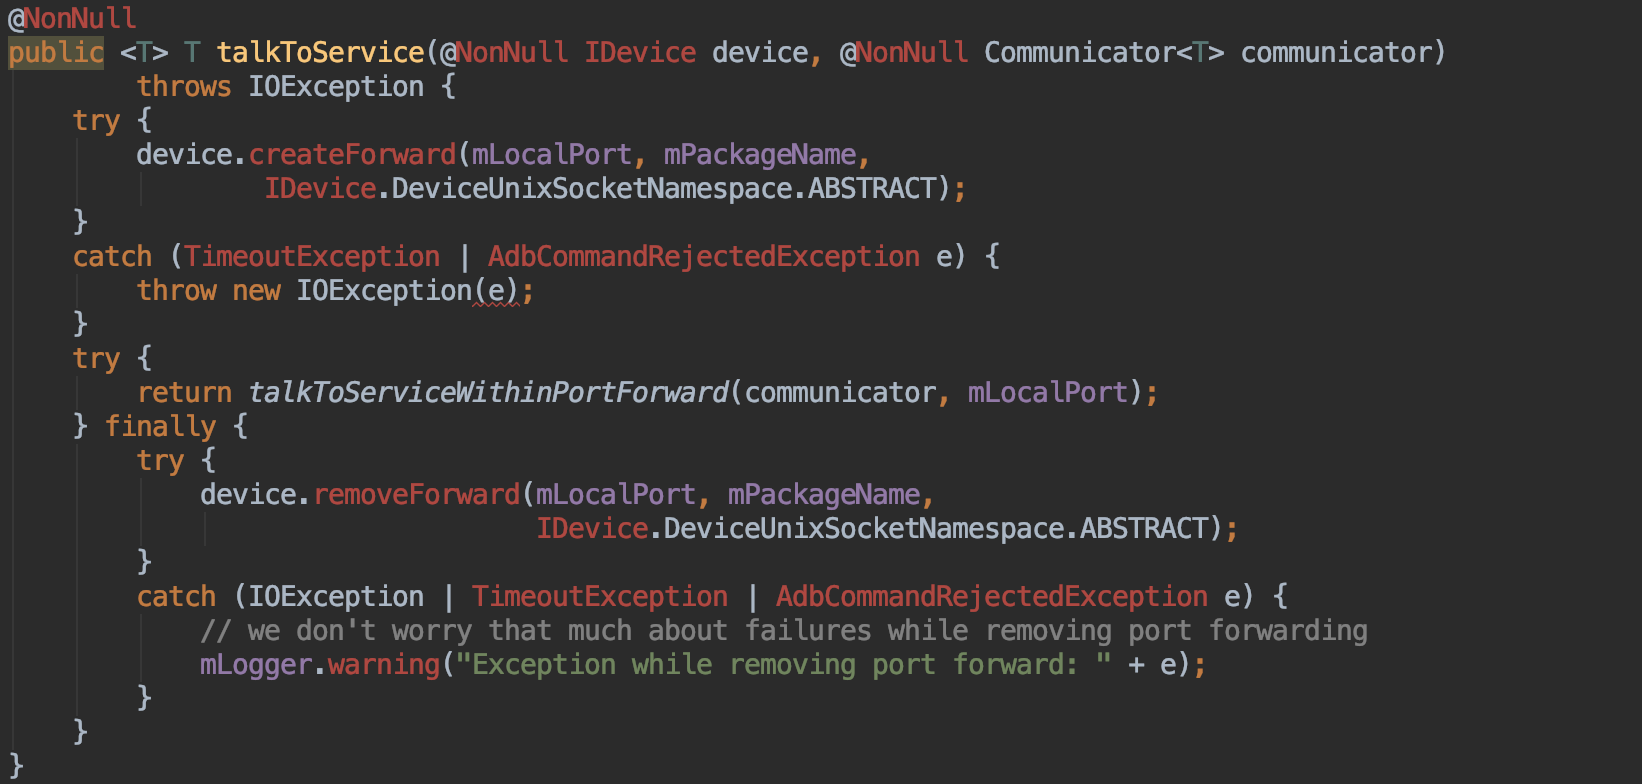 @NonNull
public <T> T talkToService(@NonNull IDevice device, @NonNull Communicator<T> communicator)
        throws IOException {
    try {
        device.createForward(mLocalPort, mPackageName,
                IDevice.DeviceUnixSocketNamespace.ABSTRACT);
    }
    catch (TimeoutException | AdbCommandRejectedException e) {
        throw new IOException(e);
    }
    try {
        return talkToServiceWithinPortForward(communicator, mLocalPort);
    } finally {
        try {
            device.removeForward(mLocalPort, mPackageName,
                                 IDevice.DeviceUnixSocketNamespace.ABSTRACT);
        }
        catch (IOException | TimeoutException | AdbCommandRejectedException e) {
            // we don't worry that much about failures while removing port forwarding
            mLogger.warning("Exception while removing port forward: " + e);
        }
    }
}